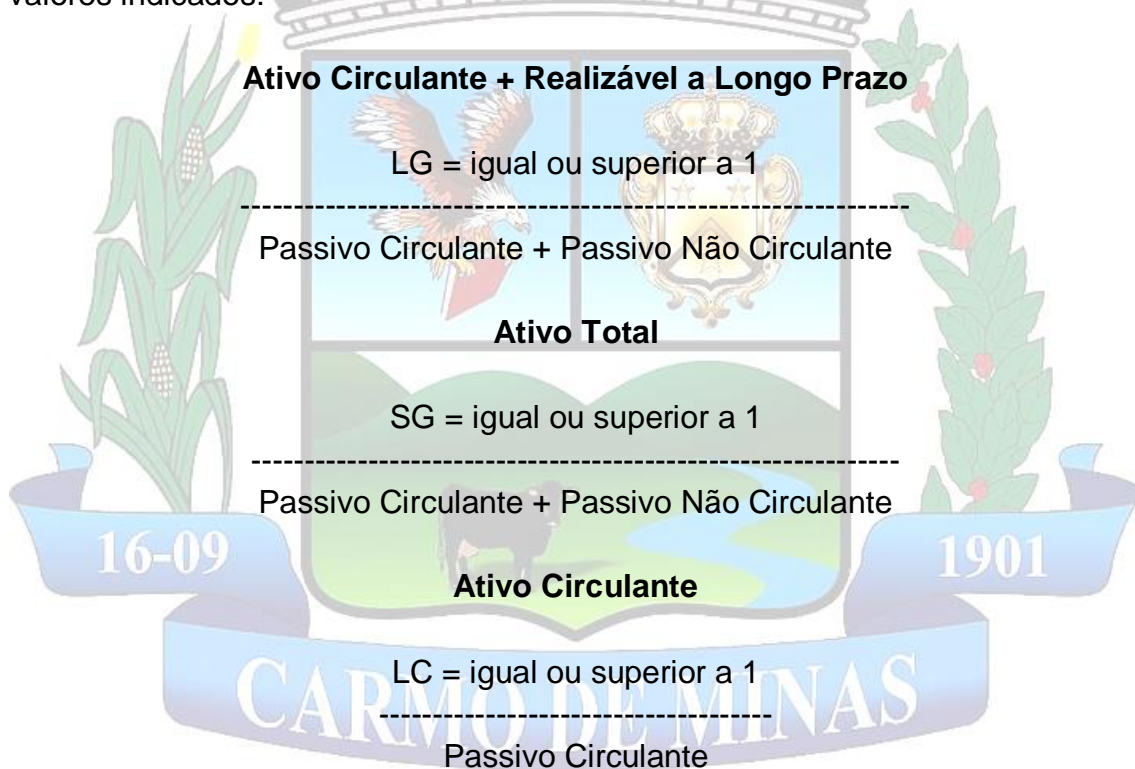 valores indicados:
Ativo Circulante + Realizável a Longo Prazo
LG = igual ou superior a 1
----------------------------------------------------------------
Passivo Circulante + Passivo Não Circulante
Ativo Total
SG = igual ou superior a 1
--------------------------------------------------------------
Passivo Circulante + Passivo Não Circulante
16-09
1901
Ativo Circulante
LC = igual ou superior a 1
CARMO DE MINAS
-------------------------------------
Passivo Circulante